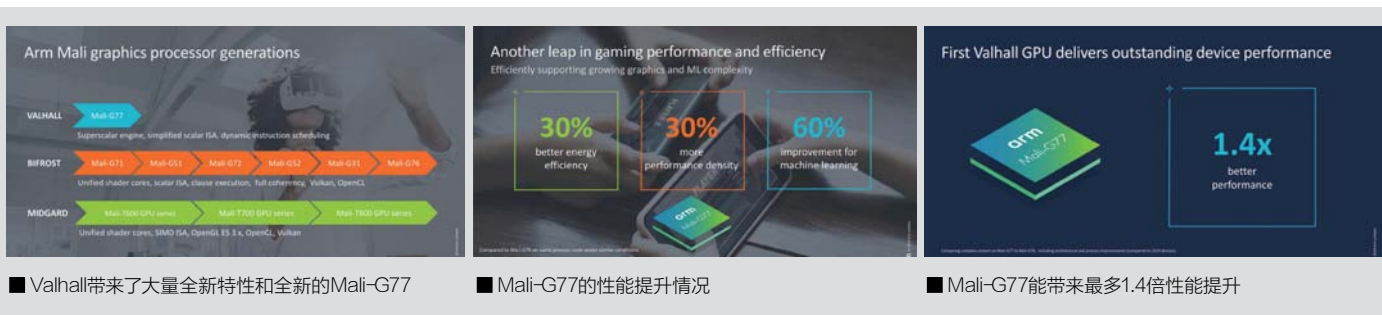 Arm Mali graphics processor generations
VALHALL
Mali-G77
Superscalar engine, simplified scalar ISA, dynamic instruction scheduling
BIFROST
Mali-G71
Mali-G51
Mali-G72
Mali-G52
Mali-G31
Mali-G76
Unified shader cores, scalar ISA, clause execution, full coherency, Vulkan, OpenCL
MIDGARD
Mali-T600 GPU series
Mali-T700 GPU series
Mali-T800 GPU series
Unified shader cores, SIMD ISA, OpenGL ES 3.x, OpenCL, Vulkan
■ Valhall带来了大量全新特性和全新的Mali-G77
Another leap in gaming performance and efficiency
Efficiently supporting growing graphics and ML complexity
30%
better energy
efficiency
30%
more
performance density
60%
improvement for
machine learning
arm
Mali-G77
■ Mali-G77的性能提升情况
First Valhall GPU delivers outstanding device performance
arm
Mali-G77
1.4x
better
performance
■ Mali-G77能带来最多1.4倍性能提升